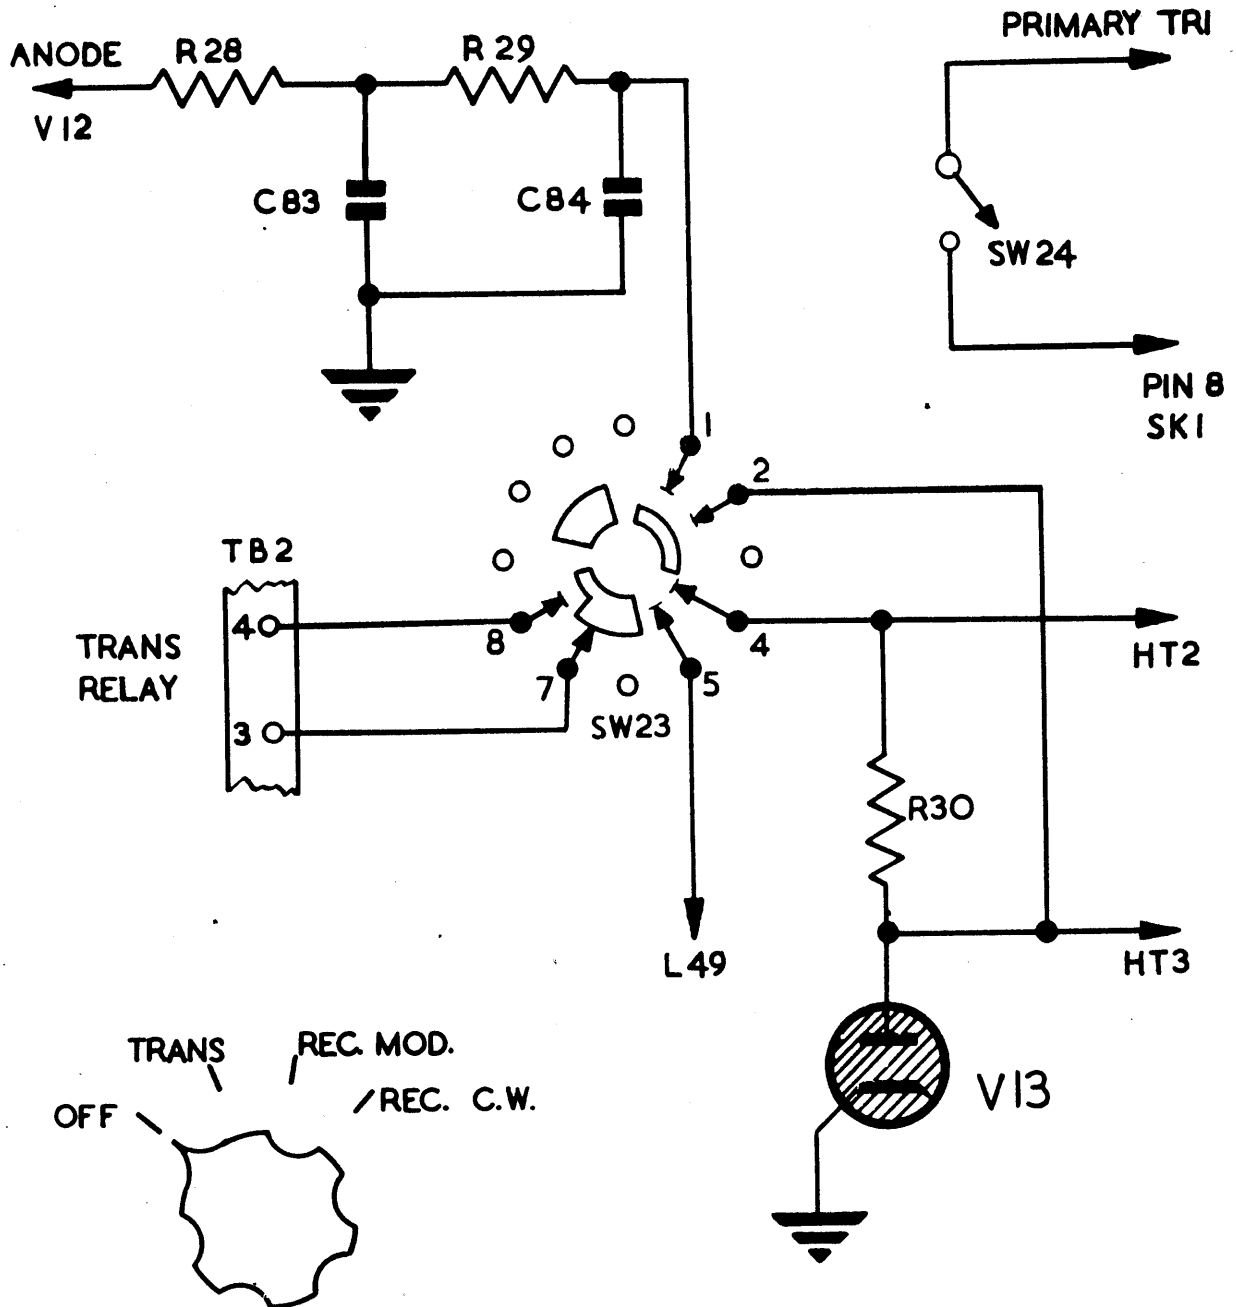 ANODE
R28
R29
PRIMARY TR1
V12
C83
C84
SW24
PIN 8
SK1
1
2
TB2
4
8
4
TRANS
RELAY
HT2
7
5
3
SW23
R30
L49
HT3
TRANS
REC. MOD.
OFF
REC. C.W.
V13